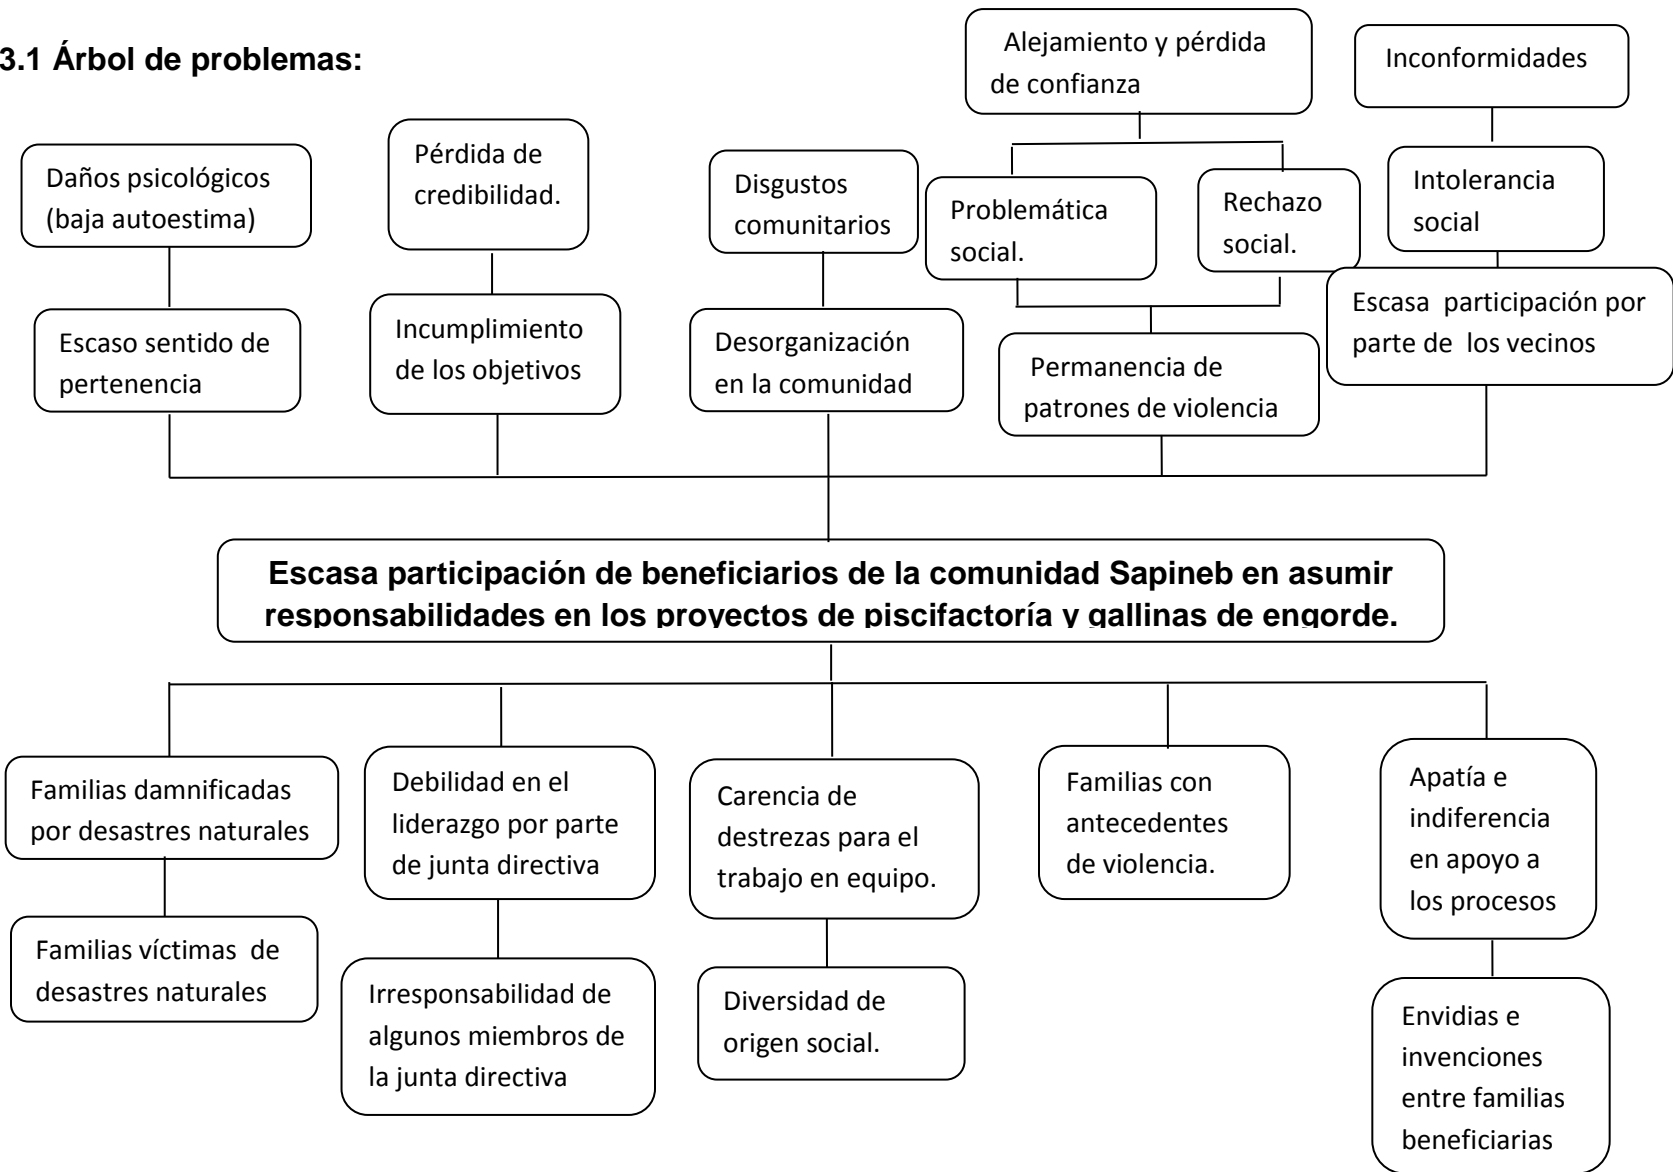 3.1 Árbol de problemas:
Alejamiento y pérdida
de confianza
Inconformidades
Daños psicológicos
(baja autoestima)
Pérdida de
credibilidad.
Disgustos
comunitarios
Problemática
social.
Rechazo
social.
Intolerancia
social
Escaso sentido de
pertenencia
Incumplimiento
de los objetivos
Desorganización
en la comunidad
Permanencia de
patrones de violencia
Escasa participación por
parte de los vecinos
Escasa participación de beneficiarios de la comunidad Sapineb en asumir
responsabilidades en los proyectos de piscifactoría y gallinas de engorde.
Familias damnificadas
por desastres naturales
Debilidad en el
liderazgo por parte
de junta directiva
Carencia de
destrezas para el
trabajo en equipo.
Familias con
antecedentes
de violencia.
Apatía e
indiferencia
en apoyo a
los procesos
Familias víctimas de
desastres naturales
Irresponsabilidad de
algunos miembros de
la junta directiva
Diversidad de
origen social.
Envidias e
invenciones
entre familias
beneficiarias